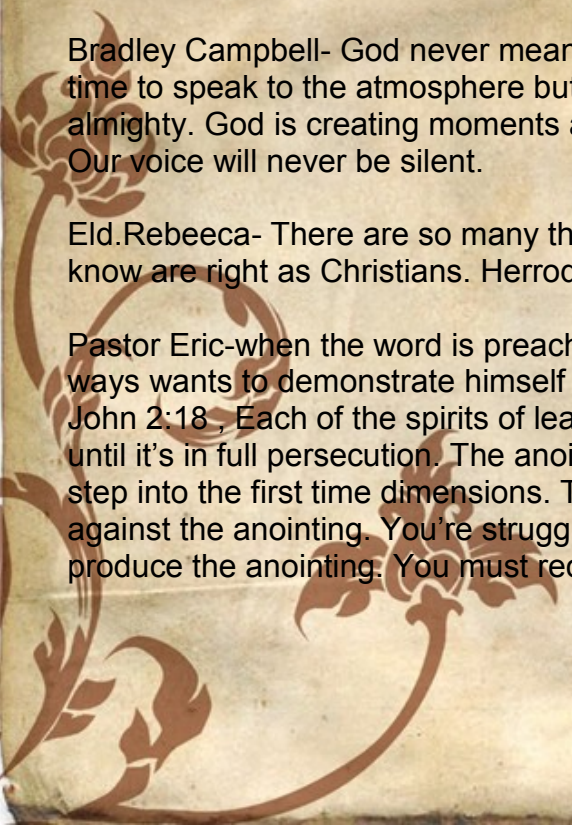 Bradley Campbell- God never mean
time to speak to the atmosphere but
almighty. God is creating moments a
Our voice will never be silent.
Eld.Rebeeca- There are so many th
know are right as Christians. Herrod
Pastor Eric-when the word is preach
ways wants to demonstrate himself
John 2:18 , Each of the spirits of lea
until it's in full persecution. The anoi
step into the first time dimensions. T
against the anointing. You're strugg
produce the anointing. You must rec